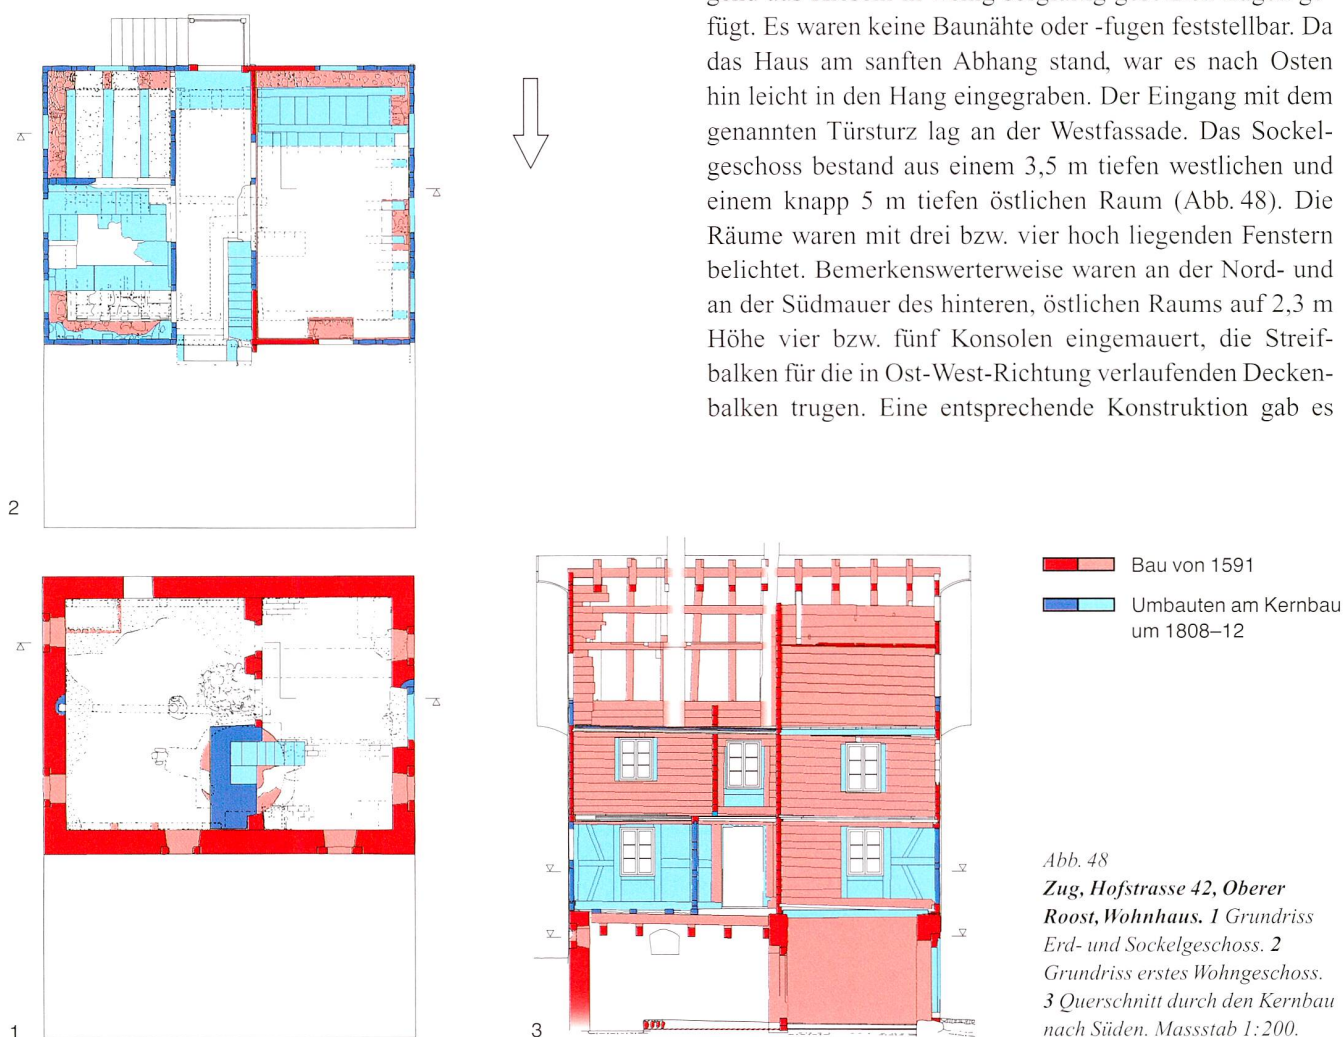 fügt. Es waren keine Baunähte oder -fugen feststellbar. Da
das Haus am sanften Abhang stand, war es nach Osten
hin leicht in den Hang eingegraben. Der Eingang mit dem
genannten Türsturz lag an der Westfassade. Das Sockel-
geschoss bestand aus einem 3,5 m tiefen westlichen und
einem knapp 5 m tiefen östlichen Raum (Abb. 48). Die
Räume waren mit drei bzw. vier hoch liegenden Fenstern
belichtet. Bemerkenswerterweise waren an der Nord- und
an der Südmauer des hinteren, östlichen Raums auf 2,3 m
Höhe vier bzw. fünf Konsolen eingemauert, die Streif-
balken für die in Ost-West-Richtung verlaufenden Decken-
balken trugen. Eine entsprechende Konstruktion gab es
2
1
3
Bau von 1591
Umbauten am Kernbau
um 1808–12
Abb. 48
Zug, Hofstrasse 42, Oberer
Roost, Wohnhaus. 1 Grundriss
Erd- und Sockelgeschoss. 2
Grundriss erstes Wohngeschoss.
3 Querschnitt durch den Kernbau
nach Süden. Massstab 1:200.